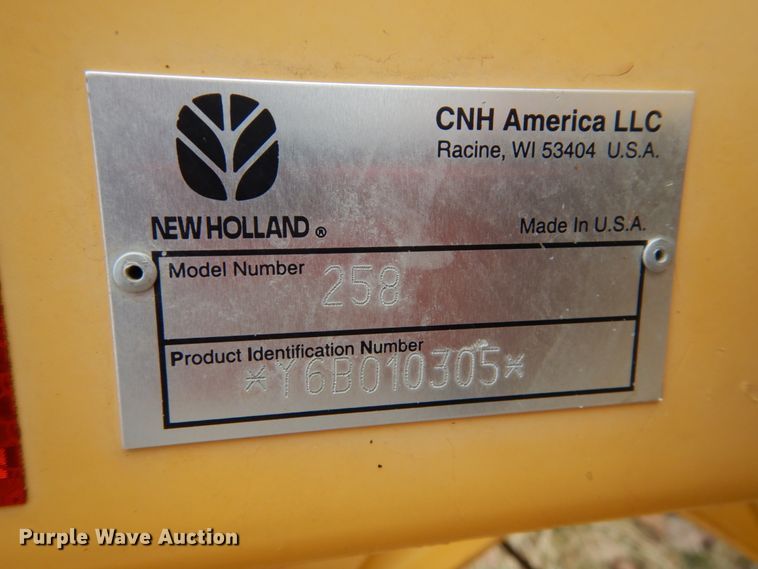 CNH America LLC
Racine, WI 53404 U.S.A.
NEW HOLLAND ®
Made In U.S.A.
Model Number
258
Product Identification Number
*Y6B010305*
Purple Wave Auction